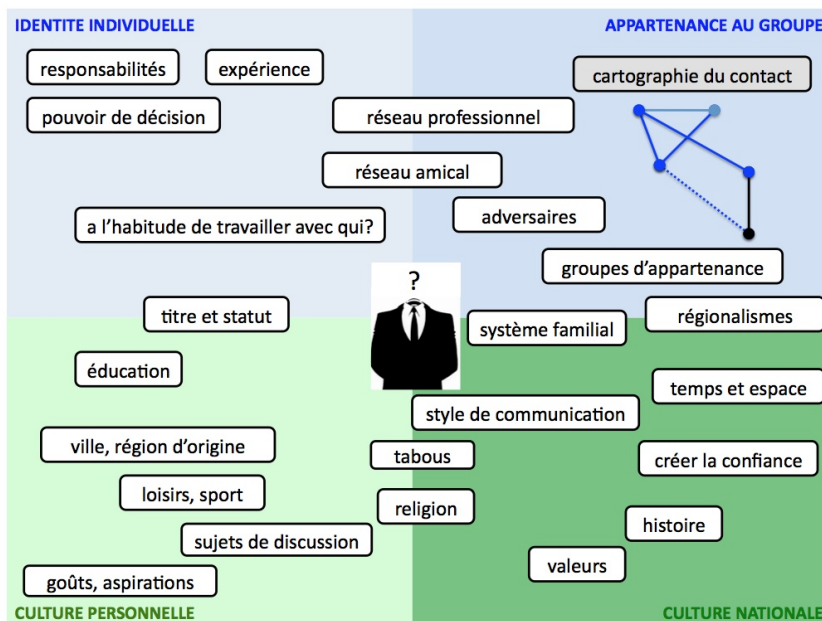 IDENTITE INDIVIDUELLE
APPARTENANCE AU GROUPE
responsabilités
expérience
cartographie du contact
pouvoir de décision
réseau professionnel
réseau amical
a l'habitude de travailler avec qui?
adversaires
groupes d'appartenance
?
titre et statut
système familial
régionalismes
éducation
temps et espace
style de communication
ville, région d'origine
tabous
créer la confiance
loisirs, sport
religion
histoire
sujets de discussion
valeurs
goûts, aspirations
CULTURE PERSONNELLE
CULTURE NATIONALE